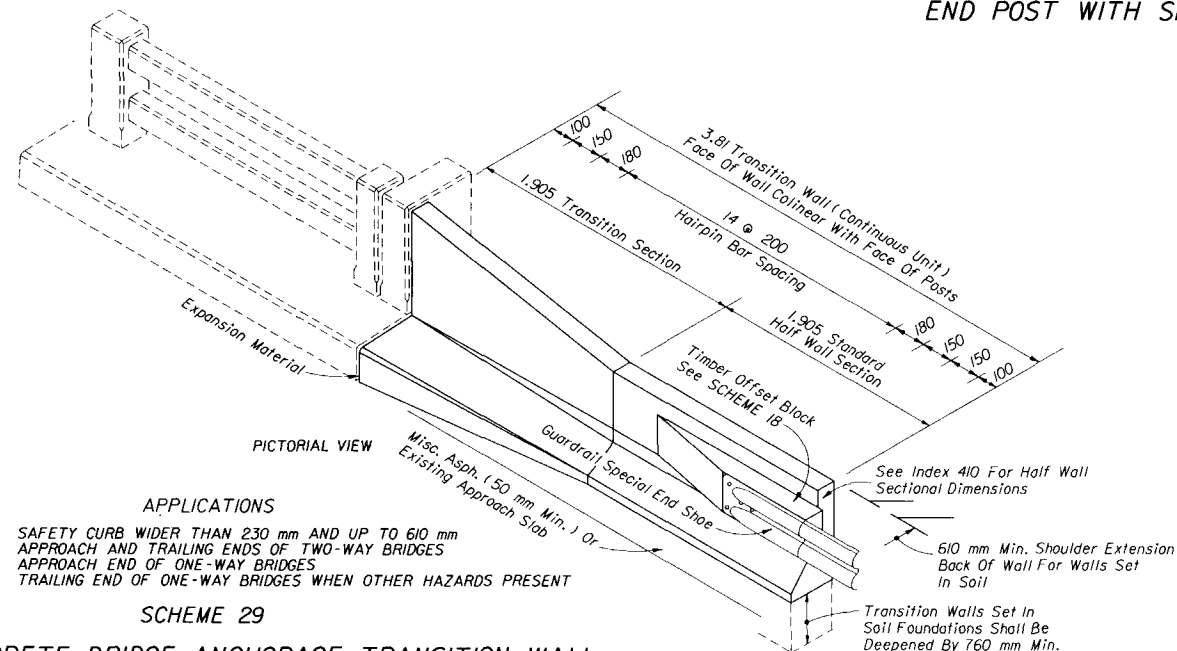 END POST WITH
3.81 Transition Wall (Continuous Unit)
Face Of Wall Colinear With Face Of Posts
100
150
180
14 @ 200
Hairpin Bar Spacing
180
150
150
100
1.905 Transition Section
1.905 Standard
Half Wall Section
Expansion Material
Timber Offset Block
See SCHEME 18
Guardrail Special End Shoe
Misc. Asph. (50 mm Min.) Or
Existing Approach Slab
PICTORIAL VIEW
See Index 410 For Half Wall
Sectional Dimensions
610 mm Min. Shoulder Extension
Back Of Wall For Walls Set
In Soil
Transition Walls Set In
Soil Foundations Shall Be
Deepened By 760 mm Min.
APPLICATIONS
SAFETY CURB WIDER THAN 230 mm AND UP TO 610 mm
APPROACH AND TRAILING ENDS OF TWO-WAY BRIDGES
APPROACH END OF ONE-WAY BRIDGES
TRAILING END OF ONE-WAY BRIDGES WHEN OTHER HAZARDS PRESENT
SCHEME 29
BRIDGE ANCHORAGE TRANSITION WALL